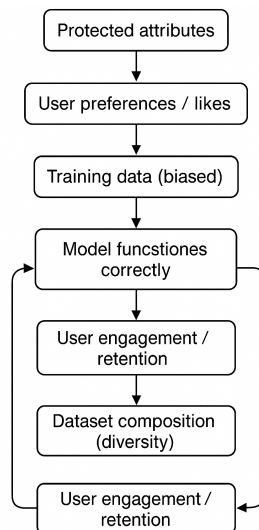 Protected attributes
User preferences / likes
Training data (biased)
Model funcstiones
correctly
User engagement /
retention
Dataset composition
(diversity)
User engagement /
retention